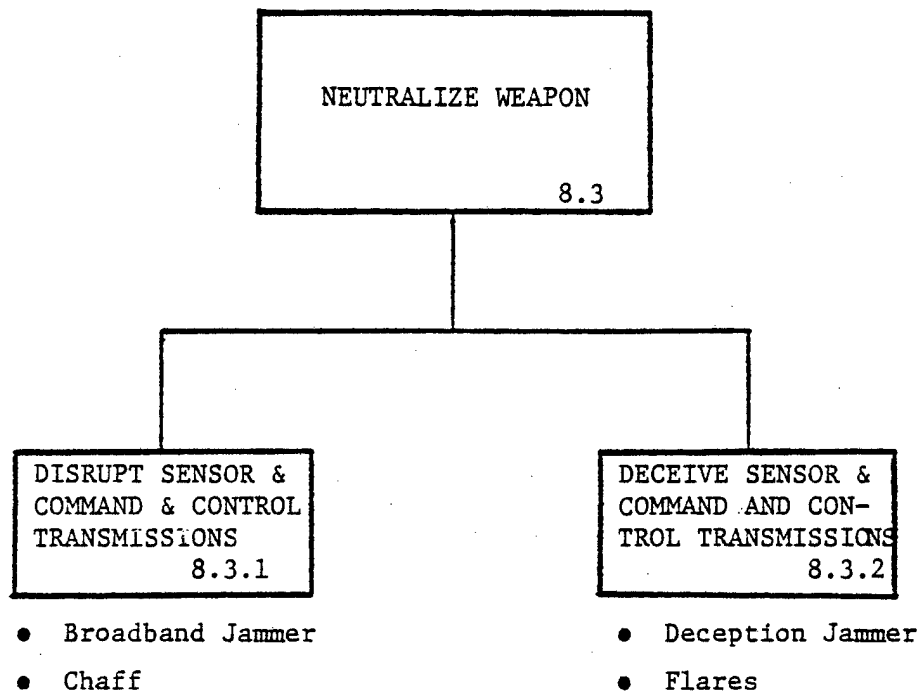 NEUTRALIZE WEAPON
8.3
DISRUPT SENSOR &
COMMAND & CONTROL
TRANSMISSIONS
8.3.1
• Broadband Jammer
• Chaff
DECEIVE SENSOR &
COMMAND AND CON-
TROL TRANSMISSIONS
8.3.2
• Deception Jammer
• Flares